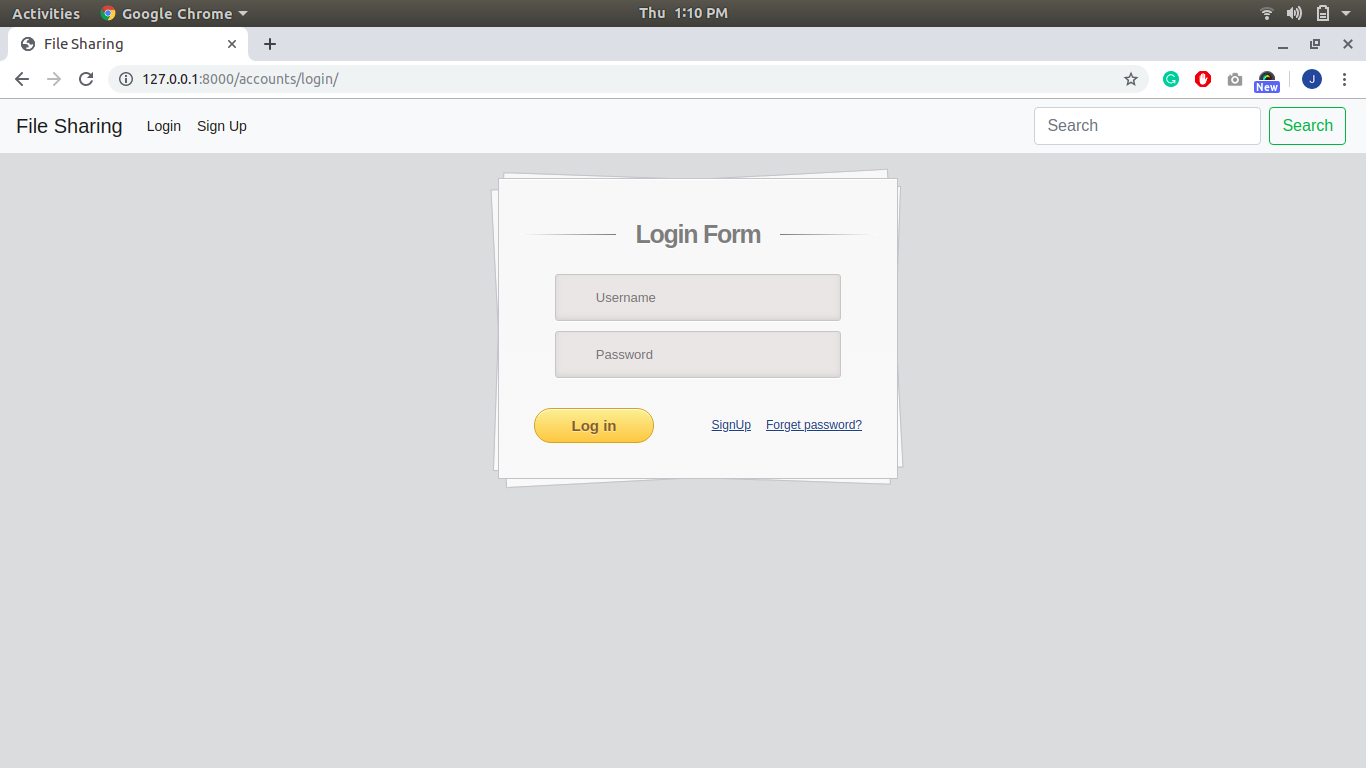 Activities Google Chrome Thu 1:10 PM
File Sharing
127.0.0.1:8000/accounts/login/
New J
File Sharing Login Sign Up Search Search
Login Form
Username
Password
Log in SignUp Forget password?